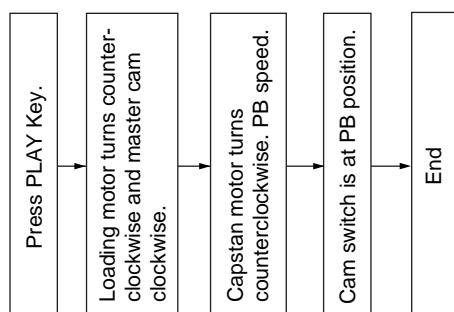 Press PLAY Key.
Loading motor turns counter-
clockwise and master cam
clockwise.
Capstan motor turns
counterclockwise. PB speed.
Cam switch is at PB position.
End